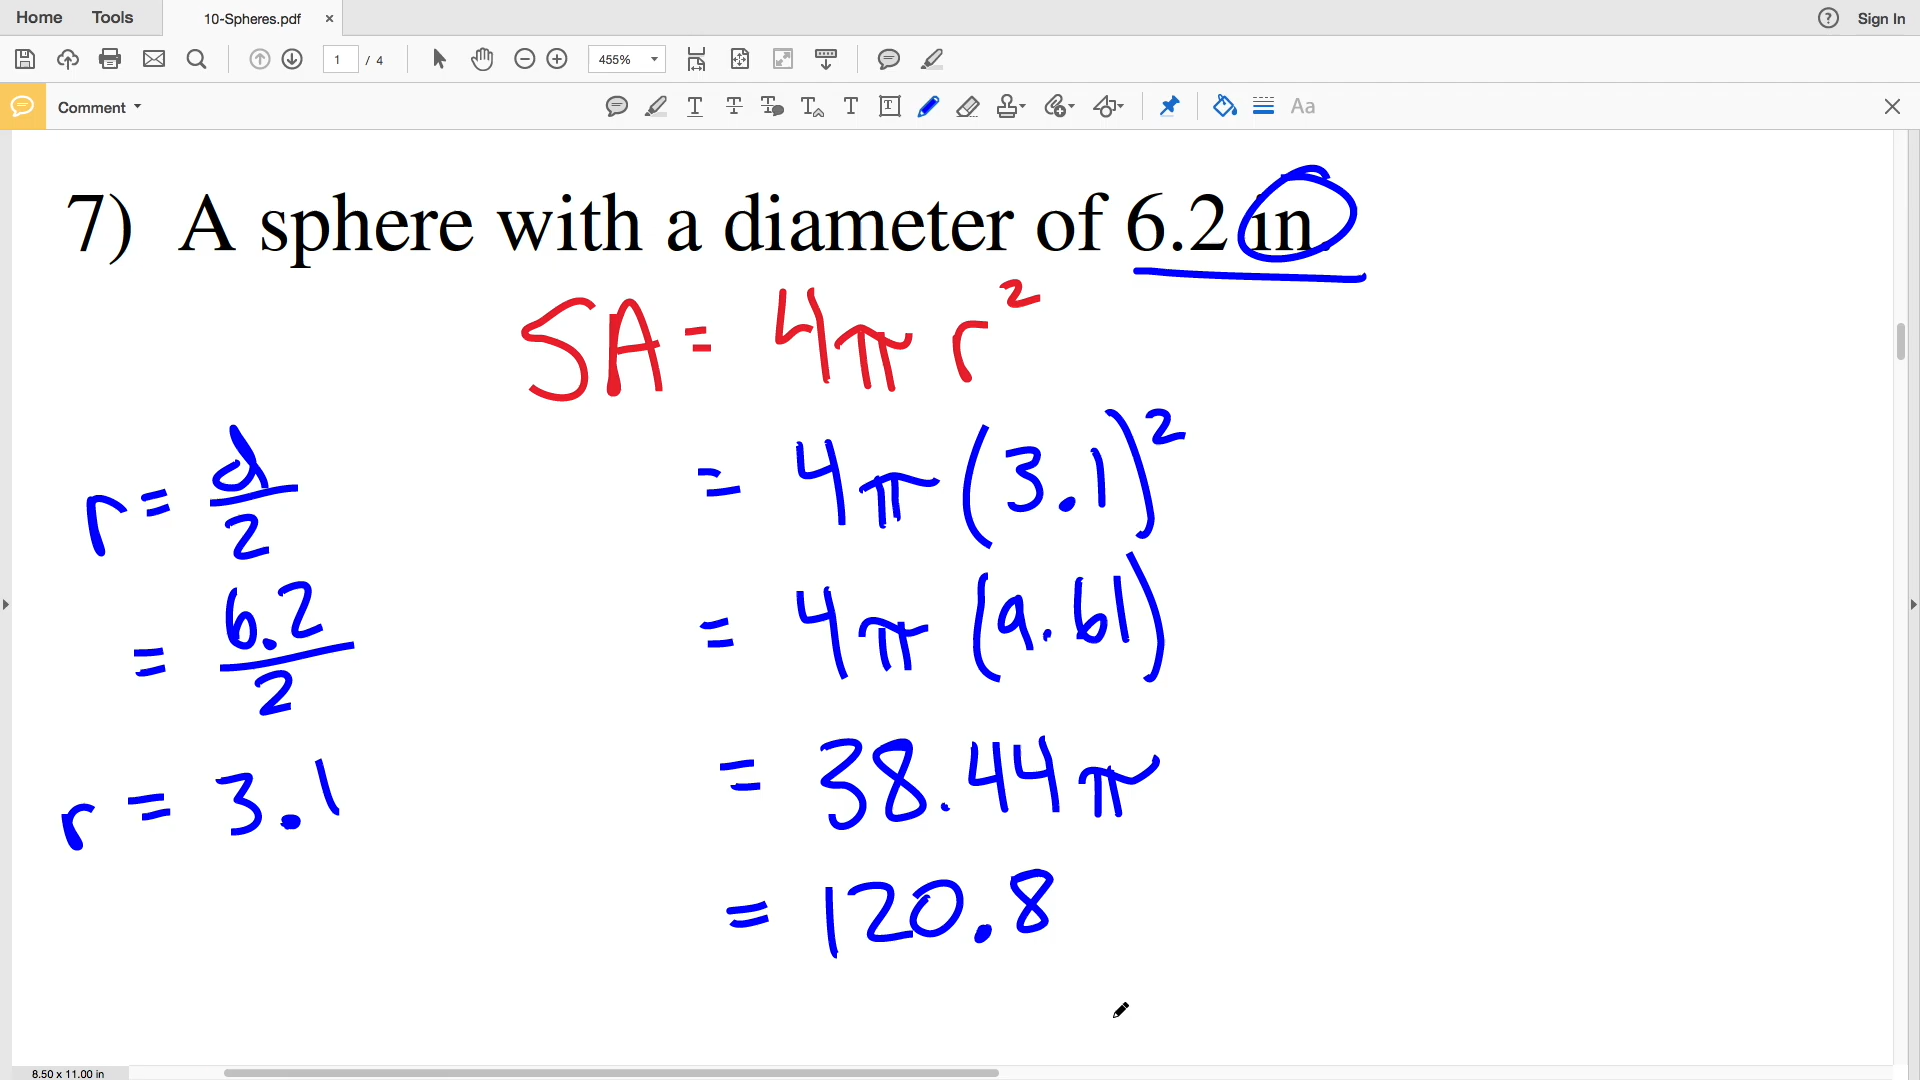 Home Tools 10-Spheres.pdf × ? Sign In
1 / 4 455%
Comment T T T T T T Aa
7) A sphere with a diameter of 6.2 in.
SA = 4π r²
r = d/2
= 4π (3.1)²
= 6.2/2
= 4π (9.61)
r = 3.1
= 38.44π
= 120.8
8.50 x 11.00 in